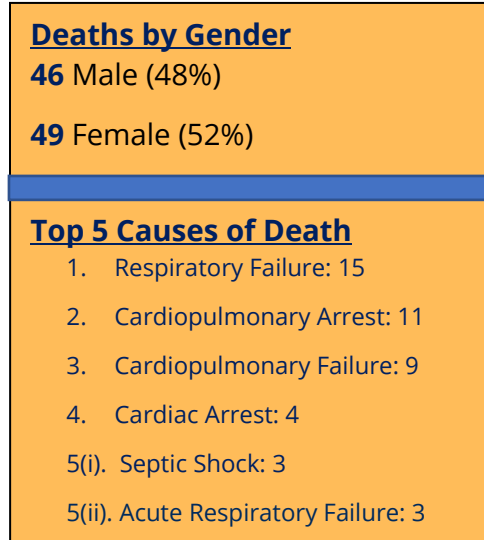 Deaths by Gender
46 Male (48%)
49 Female (52%)
Top 5 Causes of Death
1. Respiratory Failure: 15
2. Cardiopulmonary Arrest: 11
3. Cardiopulmonary Failure: 9
4. Cardiac Arrest: 4
5(i). Septic Shock: 3
5(ii). Acute Respiratory Failure: 3